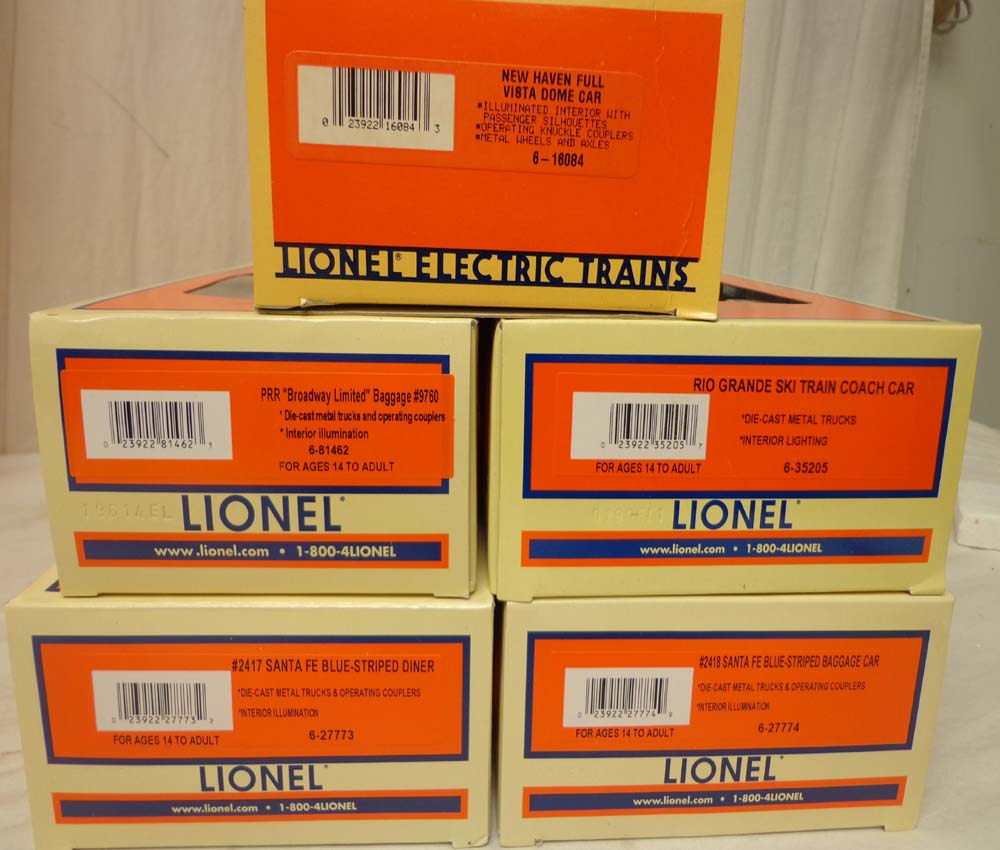 NEW HAVEN FULL
VI8TA DOME CAR
■ILLUMINATED INTERIOR WITH
PASSENGER SILHOUETTES
■OPERATING KNUCKLE COUPLERS
■METAL WHEELS AND AXLES
6-16084
0 23922 16084 3
LIONEL® ELECTRIC TRAINS
PRR "Broadway Limited" Baggage #9760
* Die-cast metal trucks and operating couplers
* Interior illumination
6-81462
FOR AGES 14 TO ADULT
0 23922 81462 3
LIONEL
www.lionel.com • 1-800-4LIONEL
RIO GRANDE SKI TRAIN COACH CAR
*DIE-CAST METAL TRUCKS
*INTERIOR LIGHTING
0 23922 35205 7
FOR AGES 14 TO ADULT 6-35205
LIONEL
www.lionel.com • 1-800-4LIONEL
#2417 SANTA FE BLUE-STRIPED DINER
*DIE-CAST METAL TRUCKS & OPERATING COUPLERS
*INTERIOR ILLUMINATION
0 23922 27773
FOR AGES 14 TO ADULT 6-27773
LIONEL
www.lionel.com • 1-800-4LIONEL
#2418 SANTA FE BLUE-STRIPED BAGGAGE CAR
*DIE-CAST METAL TRUCKS & OPERATING COUPLERS
*INTERIOR ILLUMINATION
0 23922 27774 9
FOR AGES 14 TO ADULT 6-27774
LIONEL
www.lionel.com • 1-800-4LIONEL